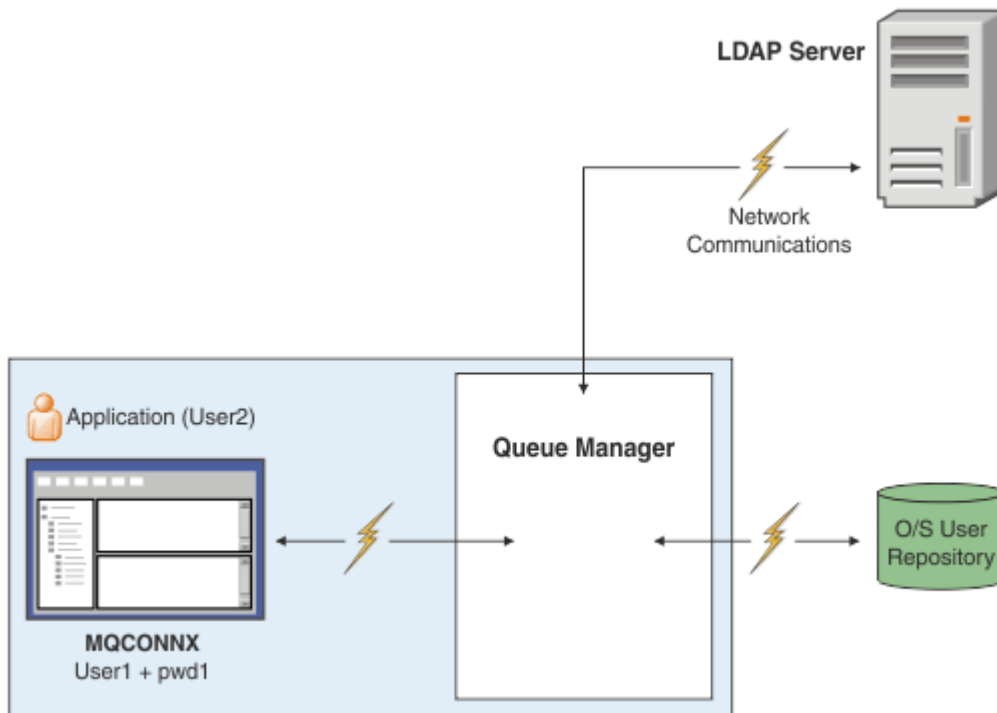 LDAP Server
Network
Communications
Application (User2)
Queue Manager
O/S User
Repository
MQCONNX
User1 + pwd1